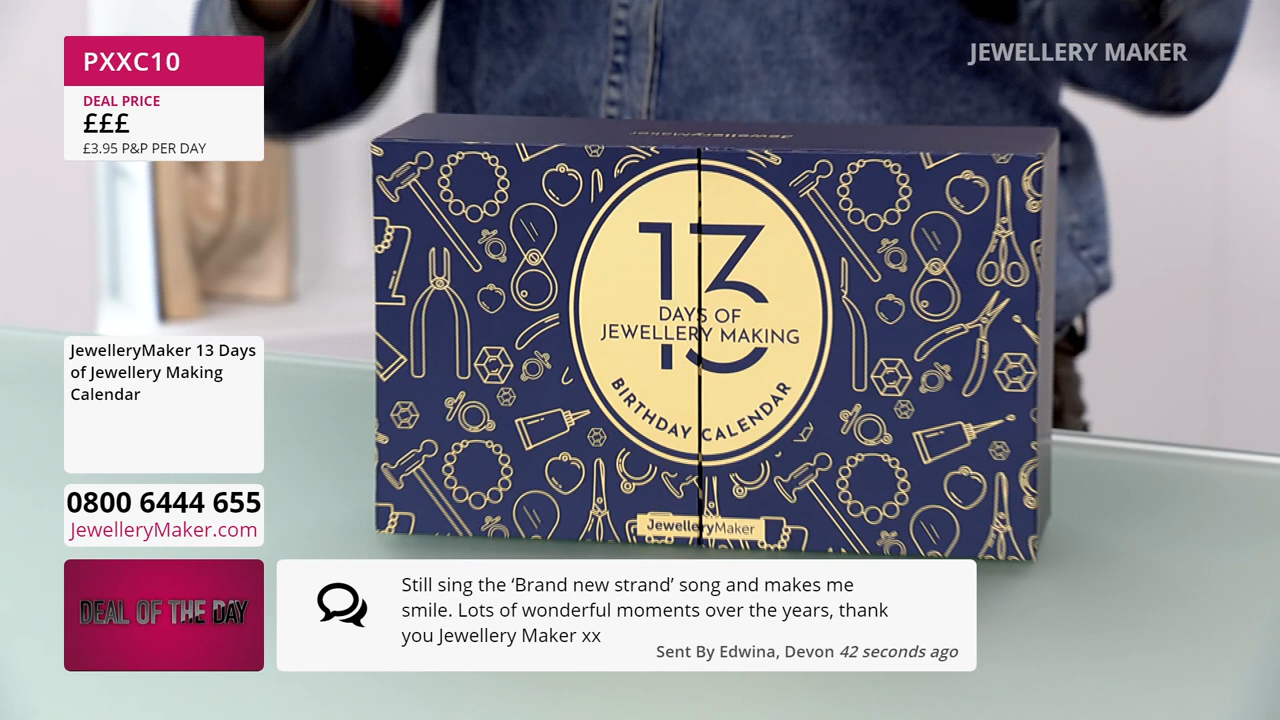 PXXC10
DEAL PRICE
£££
£3.95 P&P PER DAY
JEWELLERY MAKER
JewelleryMaker
13
DAYS OF
JEWELLERY MAKING
BIRTHDAY CALENDAR
JewelleryMaker
JewelleryMaker 13 Days
of Jewellery Making
Calendar
0800 6444 655
JewelleryMaker.com
DEAL OF THE DAY
Still sing the ‘Brand new strand’ song and makes me
smile. Lots of wonderful moments over the years, thank
you Jewellery Maker xx
Sent By Edwina, Devon 42 seconds ago